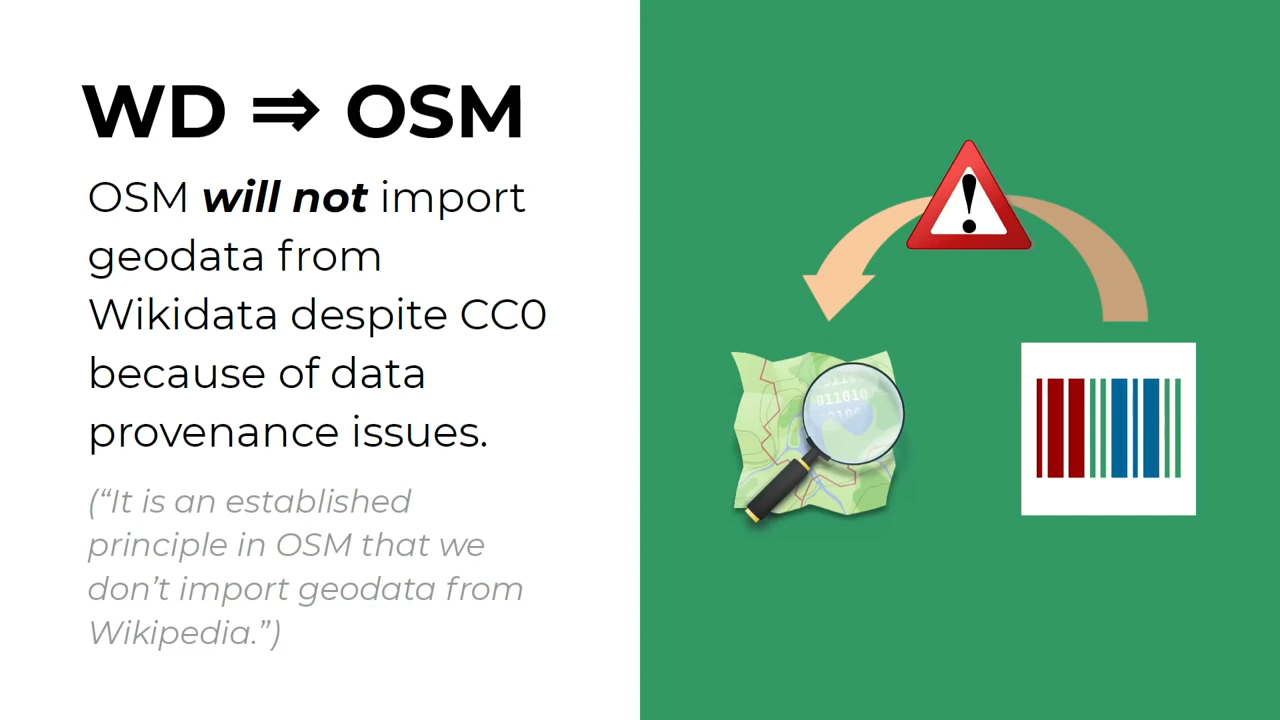 WD ⇒ OSM
OSM will not import
geodata from
Wikidata despite CC0
because of data
provenance issues.
(“It is an established
principle in OSM that we
don’t import geodata from
Wikipedia.”)
011010